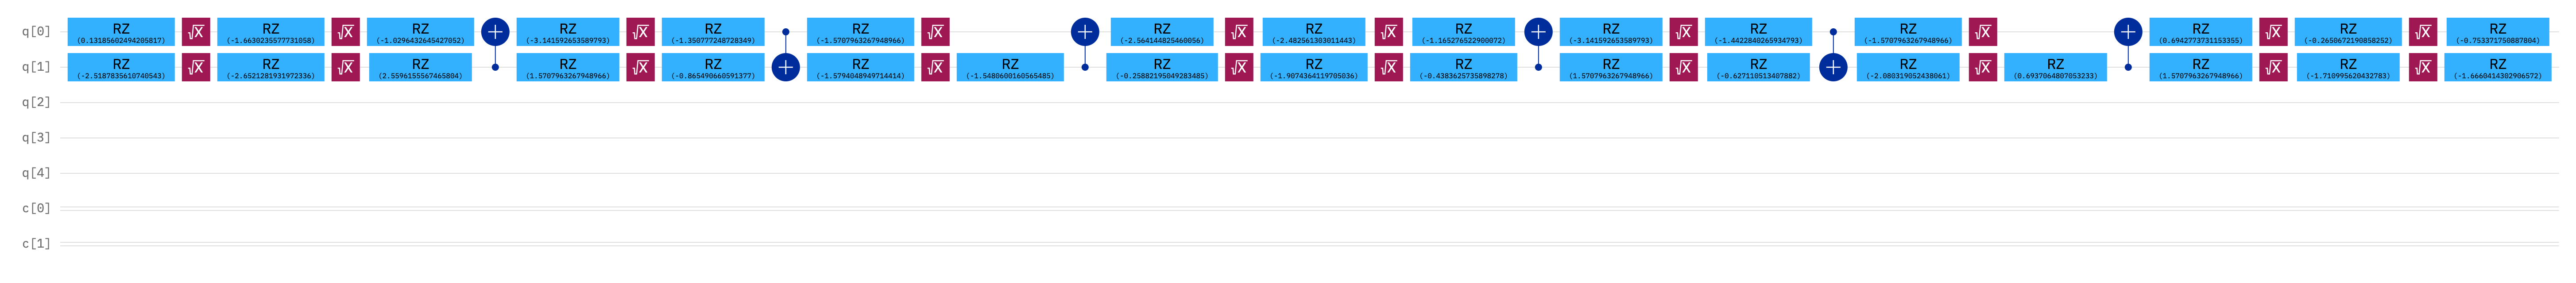 q[0] RZ (0.13185602494205817) √X RZ (-1.6630235577731058) √X RZ (-1.0296432645427052) RZ (-3.141592653589793) √X RZ (-1.350777248728349) RZ (-1.5707963267948966) √X RZ (-2.564144825460056) √X RZ (-2.482561303011443) √X RZ (-1.165276522900072) RZ (-3.141592653589793) √X RZ (-1.4422840265934793) RZ (-1.5707963267948966) √X RZ (0.6942773731153355) √X RZ (-0.2650672190858252) √X RZ (-0.753371750887804)
q[1] RZ (-2.5187835610740543) √X RZ (-2.6521281931972336) √X RZ (2.5596155567465804) RZ (1.5707963267948966) √X RZ (-0.865490660591377) RZ (-1.5794048949714414) √X RZ (-1.5480600160565485) RZ (-0.25882195049283485) √X RZ (-1.9074364119705036) √X RZ (-0.4383625735898278) RZ (1.5707963267948966) √X RZ (-0.627110513407882) RZ (-2.080319052438061) √X RZ (0.6937064807053233) RZ (1.5707963267948966) √X RZ (-1.710995620432783) √X RZ (-1.6660414302906572)
q[2]
q[3]
q[4]
c[0]
c[1]